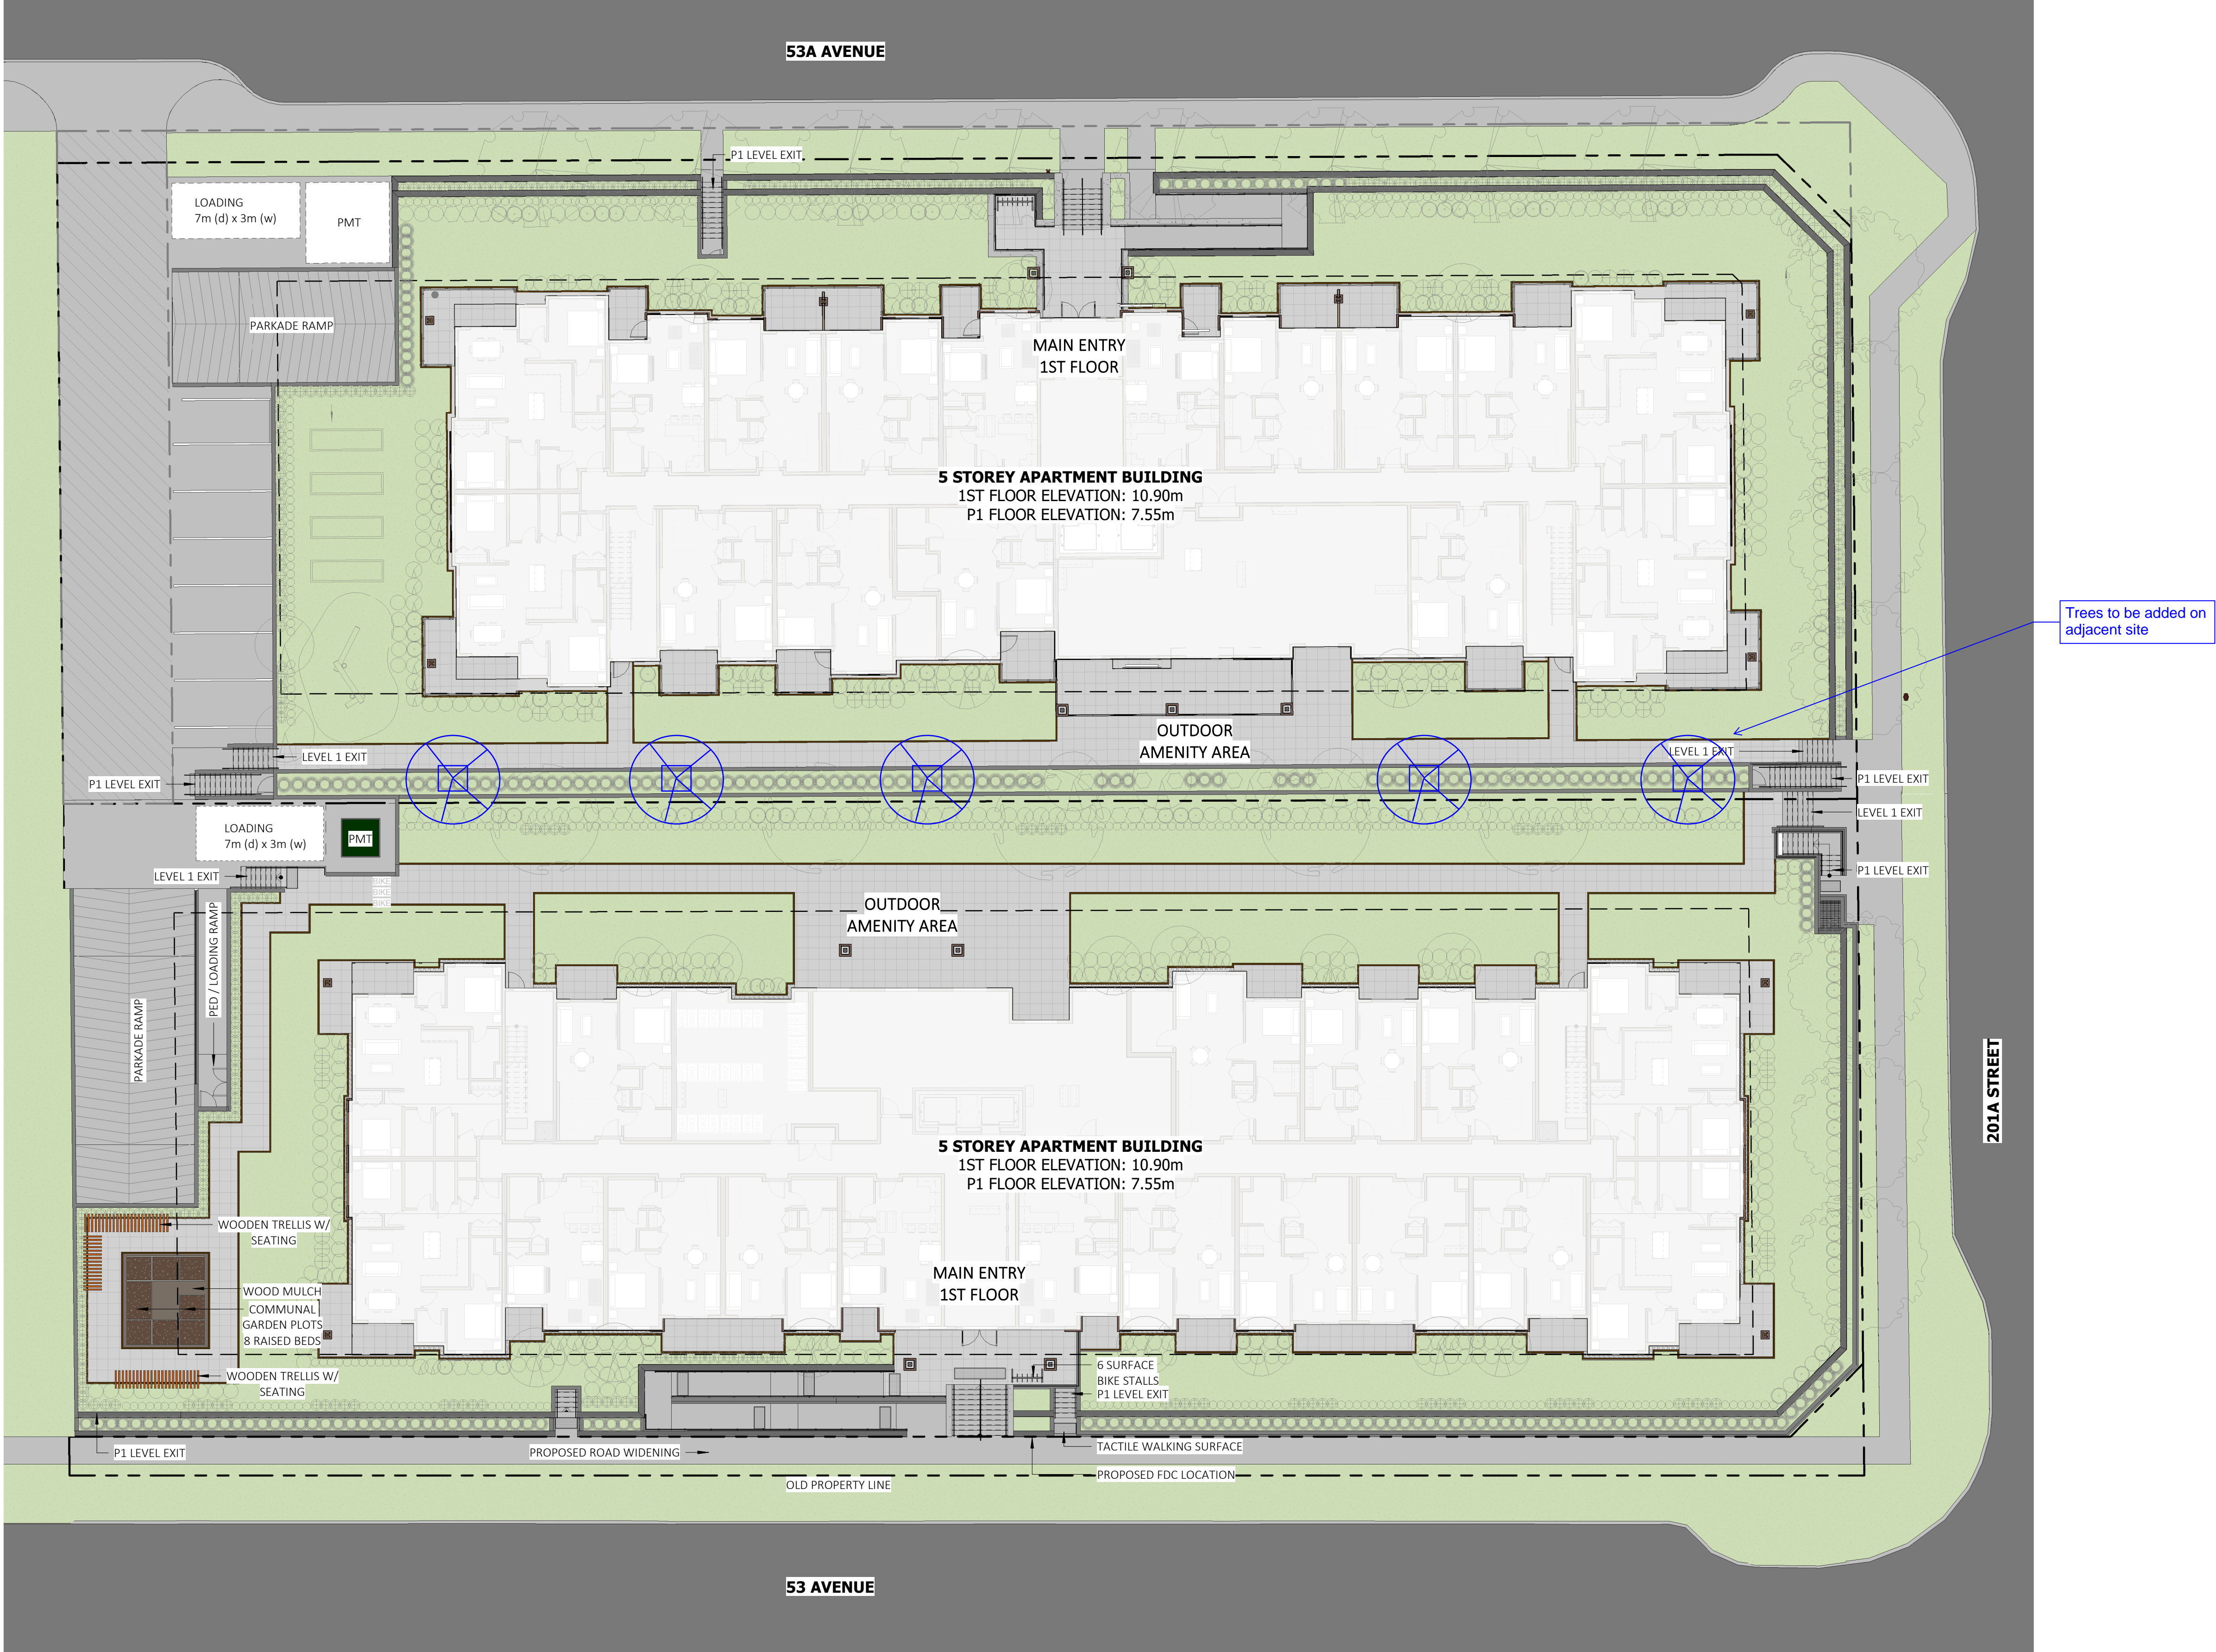 53A AVENUE
P1 LEVEL EXIT
LOADING
7m (d) x 3m (w)
PMT
PARKADE RAMP
MAIN ENTRY
1ST FLOOR
5 STOREY APARTMENT BUILDING
1ST FLOOR ELEVATION: 10.90m
P1 FLOOR ELEVATION: 7.55m
Trees to be added on
adjacent site
OUTDOOR
AMENITY AREA
LEVEL 1 EXIT
LEVEL 1 EXIT
P1 LEVEL EXIT
P1 LEVEL EXIT
LOADING
7m (d) x 3m (w)
PMT
LEVEL 1 EXIT
LEVEL 1 EXIT
P1 LEVEL EXIT
BIKE
BIKE
BIKE
OUTDOOR
AMENITY AREA
PED / LOADING RAMP
PARKADE RAMP
201A STREET
5 STOREY APARTMENT BUILDING
1ST FLOOR ELEVATION: 10.90m
P1 FLOOR ELEVATION: 7.55m
WOODEN TRELLIS W/
SEATING
MAIN ENTRY
1ST FLOOR
WOOD MULCH
COMMUNAL
GARDEN PLOTS
8 RAISED BEDS
WOODEN TRELLIS W/
SEATING
6 SURFACE
BIKE STALLS
P1 LEVEL EXIT
P1 LEVEL EXIT
PROPOSED ROAD WIDENING
TACTILE WALKING SURFACE
PROPOSED FDC LOCATION
OLD PROPERTY LINE
53 AVENUE